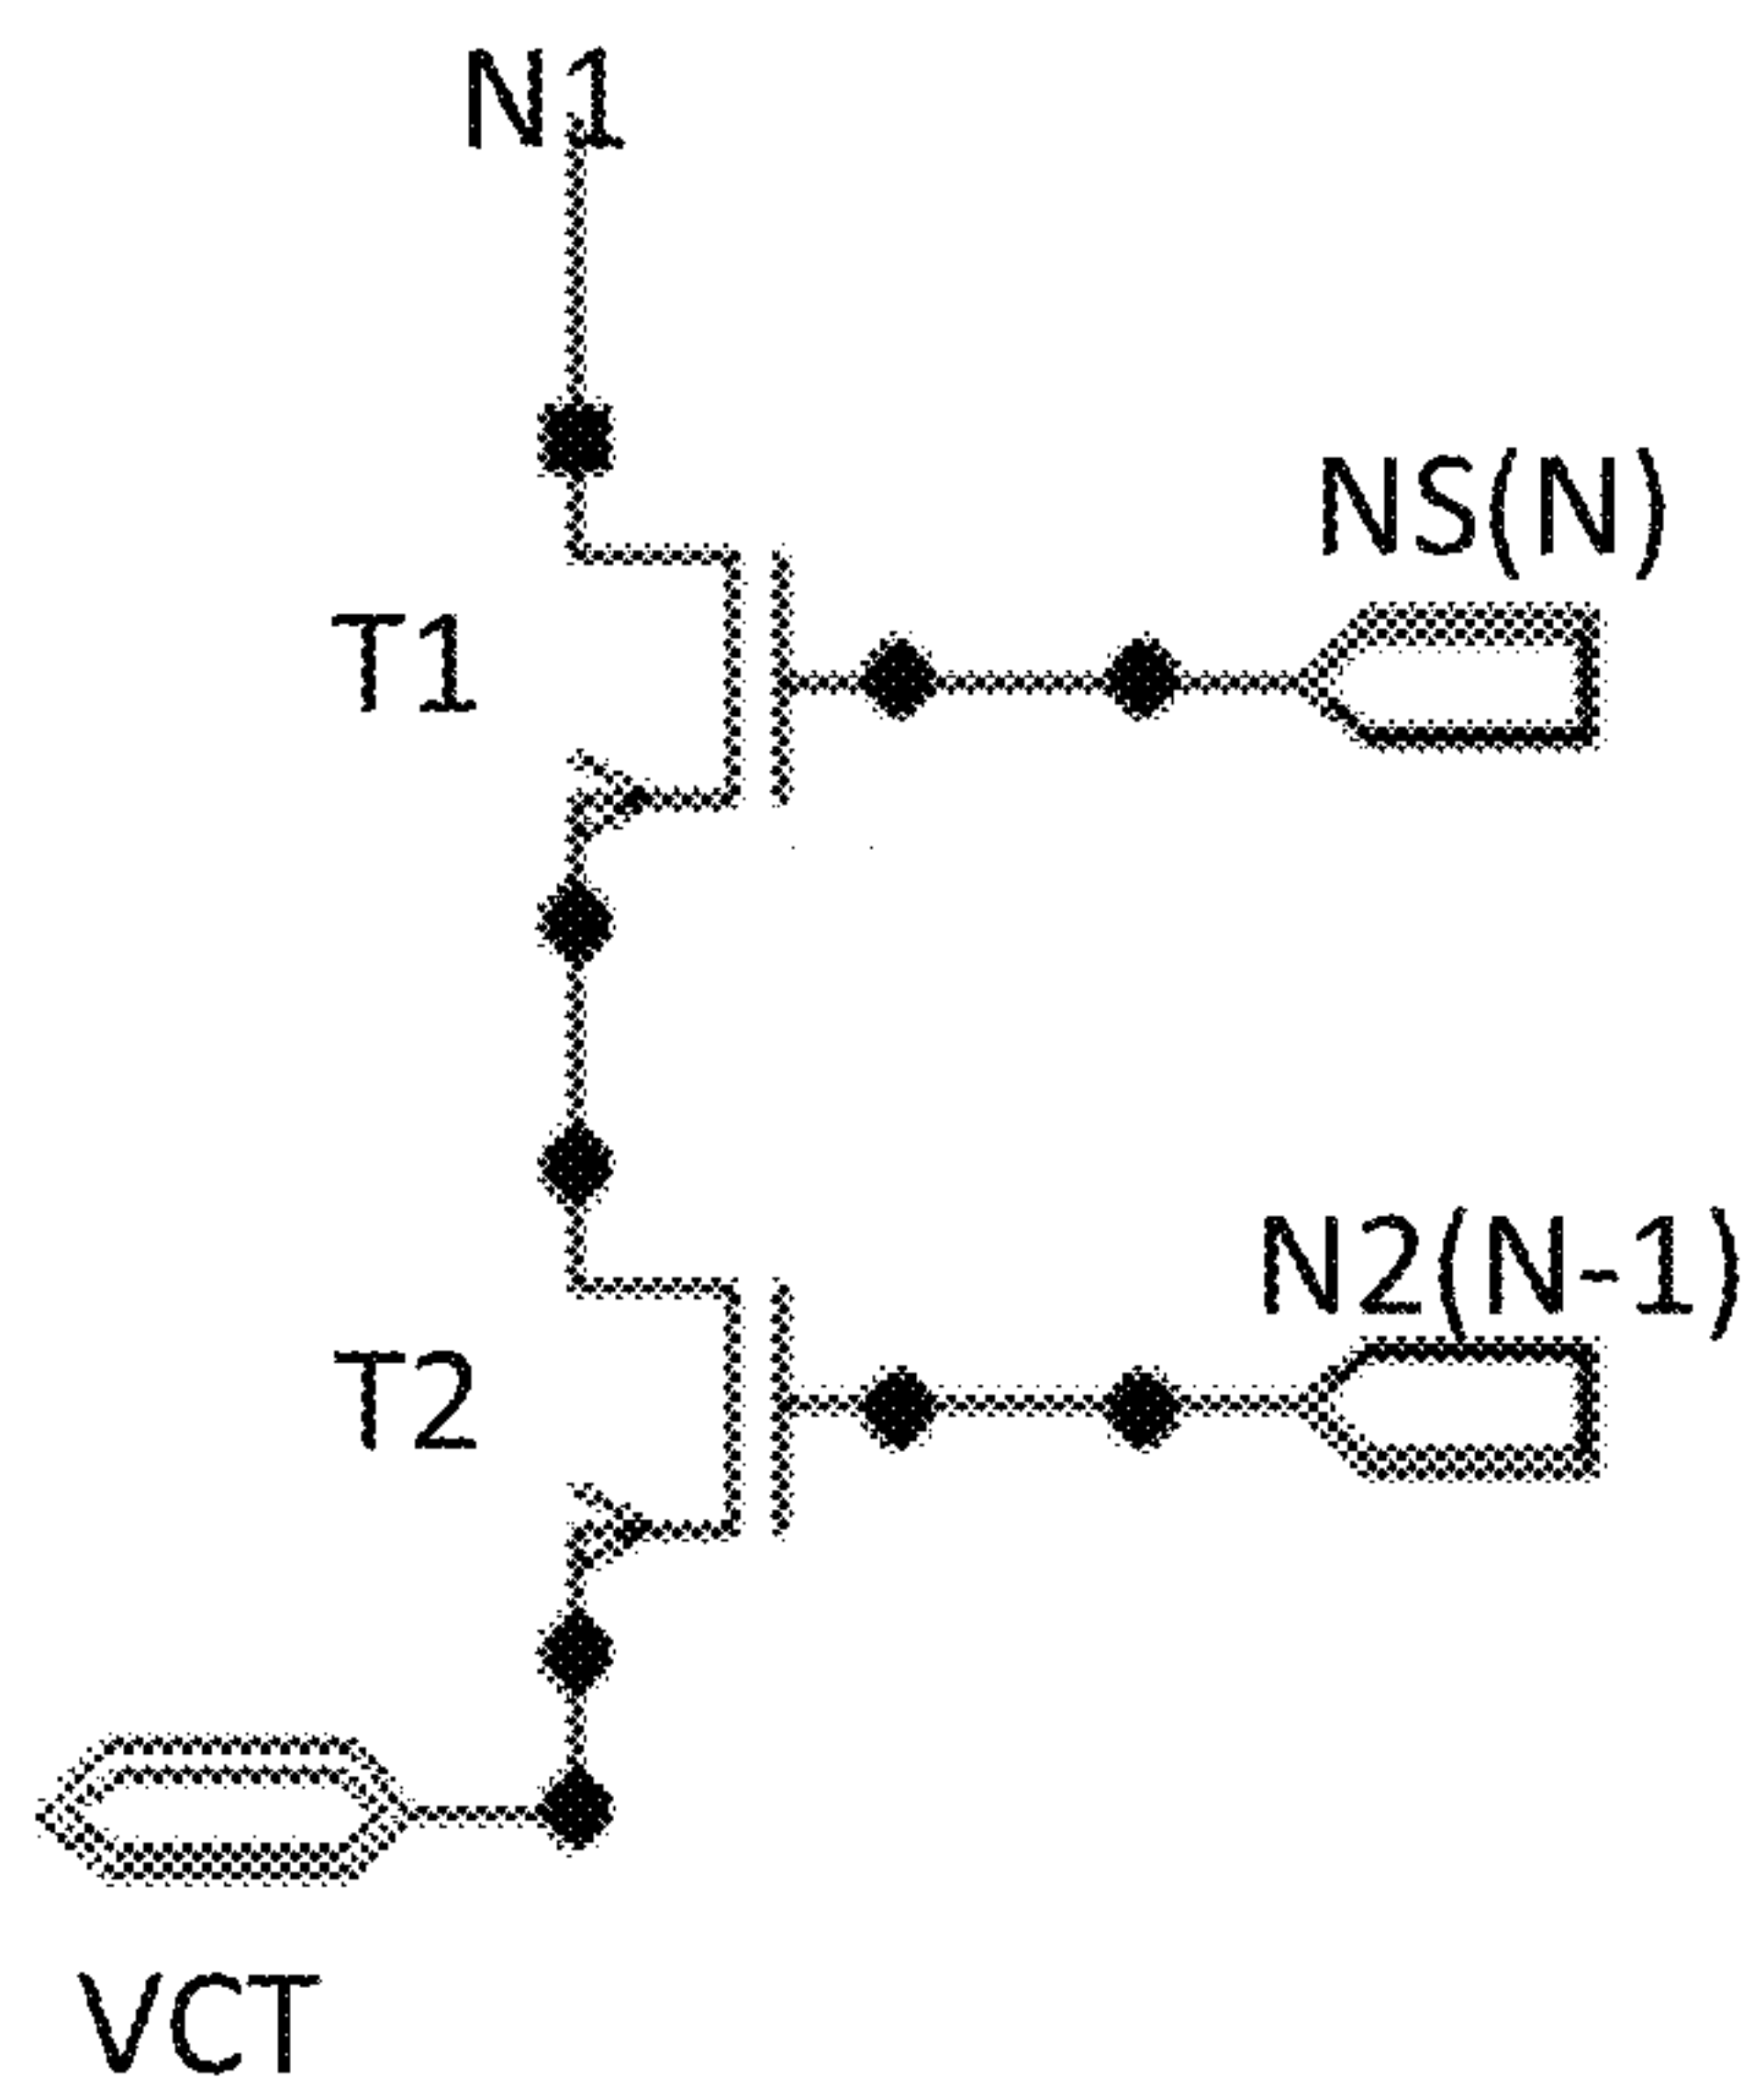 N1
NS(N)
T1
N2(N-1)
T2
VCT